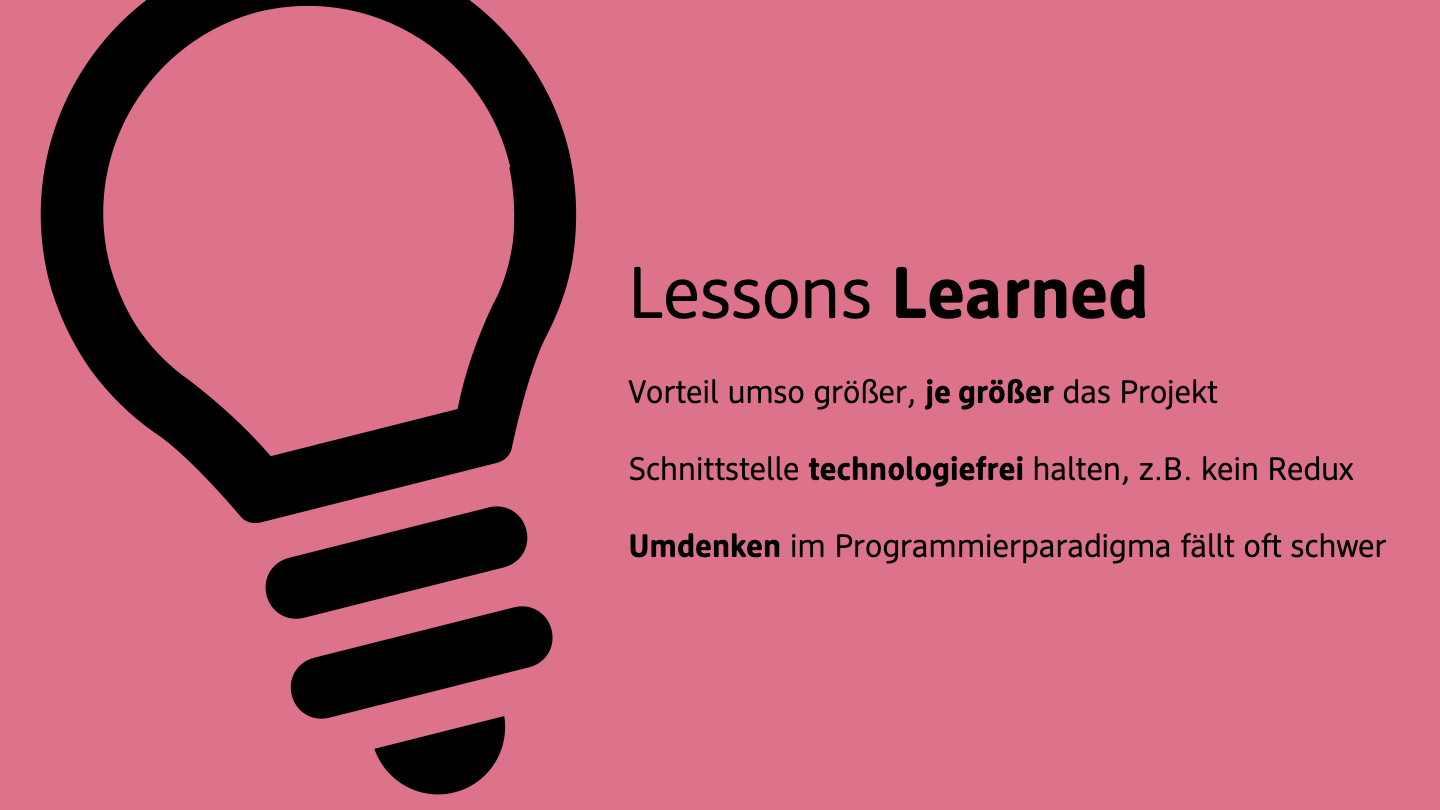 Lessons Learned
Vorteil umso größer, je größer das Projekt
Schnittstelle technologiefrei halten, z.B. kein Redux
Umdenken im Programmierparadigma fällt oft schwer